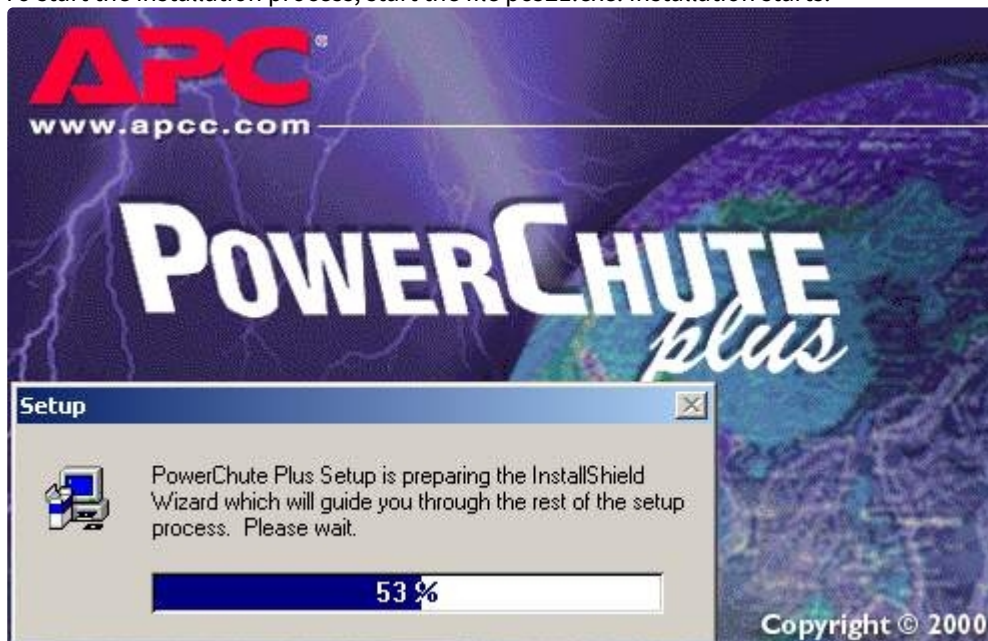 APC®
www.apcc.com
POWERCHUTE
plus
Setup
PowerChute Plus Setup is preparing the InstallShield
Wizard which will guide you through the rest of the setup
process. Please wait.
53 %
Copyright © 2000